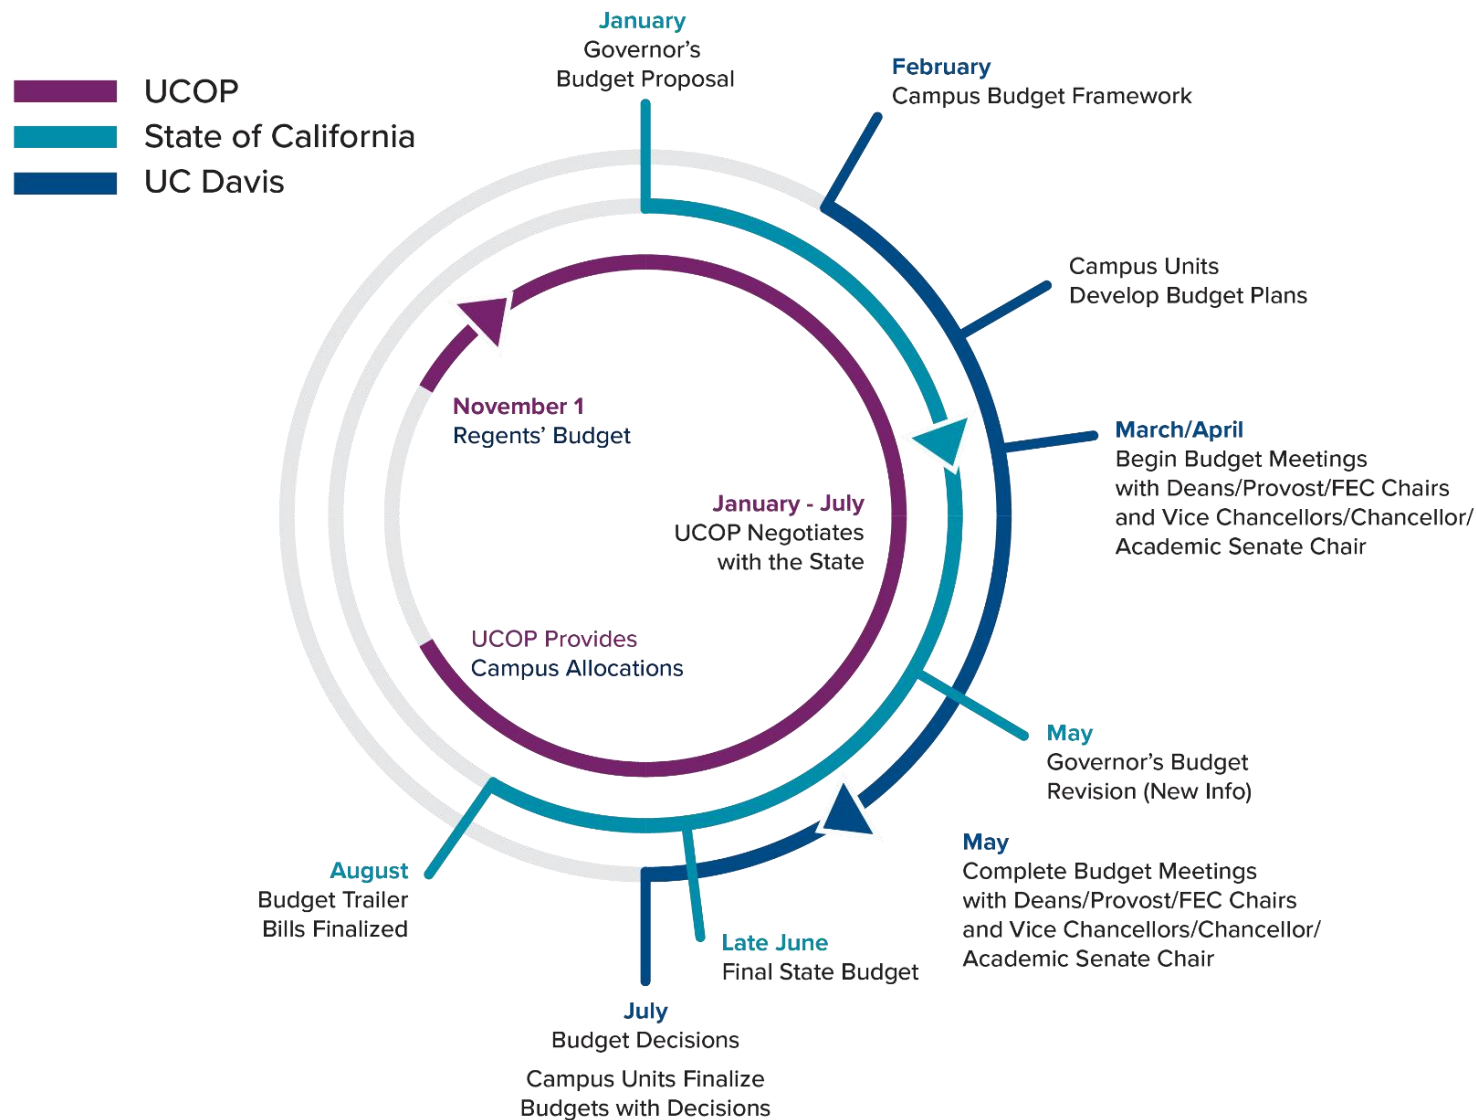 UCOP
State of California
UC Davis
January
Governor’s
Budget Proposal
February
Campus Budget Framework
Campus Units
Develop Budget Plans
March/April
Begin Budget Meetings
with Deans/Provost/FEC Chairs
and Vice Chancellors/Chancellor/
Academic Senate Chair
November 1
Regents’ Budget
January - July
UCOP Negotiates
with the State
UCOP Provides
Campus Allocations
May
Governor’s Budget
Revision (New Info)
May
Complete Budget Meetings
with Deans/Provost/FEC Chairs
and Vice Chancellors/Chancellor/
Academic Senate Chair
August
Budget Trailer
Bills Finalized
Late June
Final State Budget
July
Budget Decisions
Campus Units Finalize
Budgets with Decisions